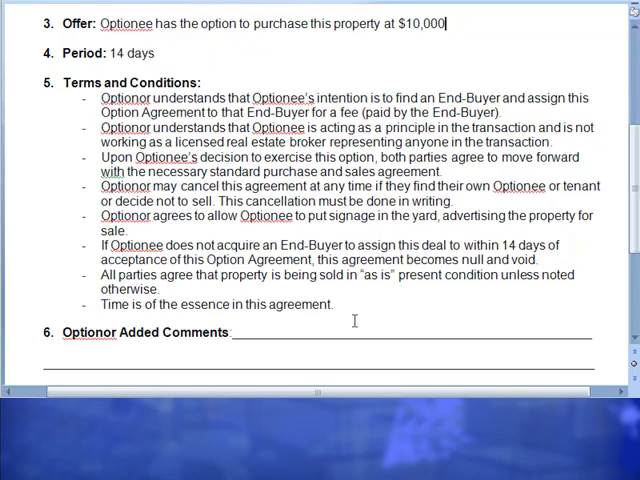 3. Offer: Optionee has the option to purchase this property at $10,000
4. Period: 14 days
5. Terms and Conditions:
- Optionor understands that Optionee's intention is to find an End-Buyer and assign this
Option Agreement to that End-Buyer for a fee (paid by the End-Buyer).
- Optionor understands that Optionee is acting as a principle in the transaction and is not
working as a licensed real estate broker representing anyone in the transaction.
- Upon Optionee's decision to exercise this option, both parties agree to move forward
with the necessary standard purchase and sales agreement.
- Optionor may cancel this agreement at any time if they find their own Optionee or tenant
or decide not to sell. This cancellation must be done in writing.
- Optionor agrees to allow Optionee to put signage in the yard, advertising the property for
sale.
- If Optionee does not acquire an End-Buyer to assign this deal to within 14 days of
acceptance of this Option Agreement, this agreement becomes null and void.
- All parties agree that property is being sold in “as is” present condition unless noted
otherwise.
- Time is of the essence in this agreement.
6. Optionor Added Comments: